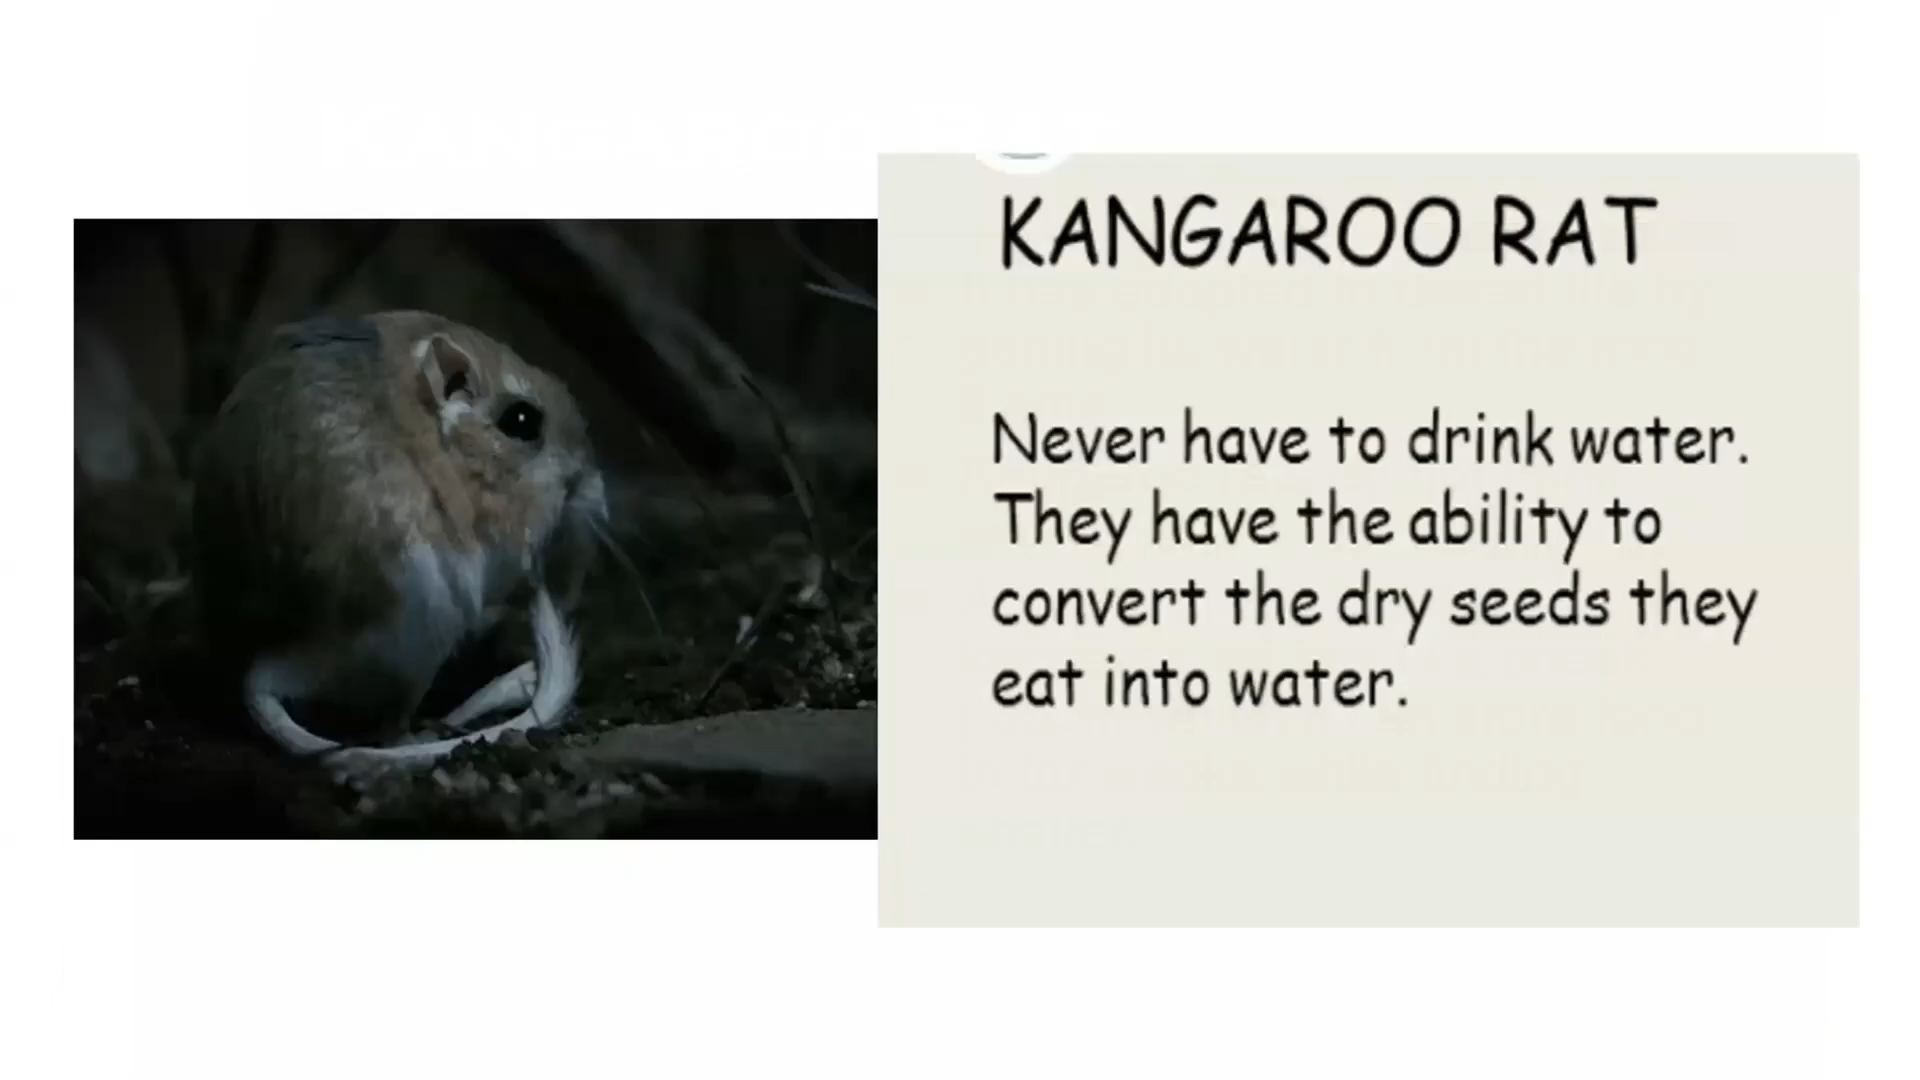 KANGAROO RAT
Never have to drink water.
They have the ability to
convert the dry seeds they
eat into water.